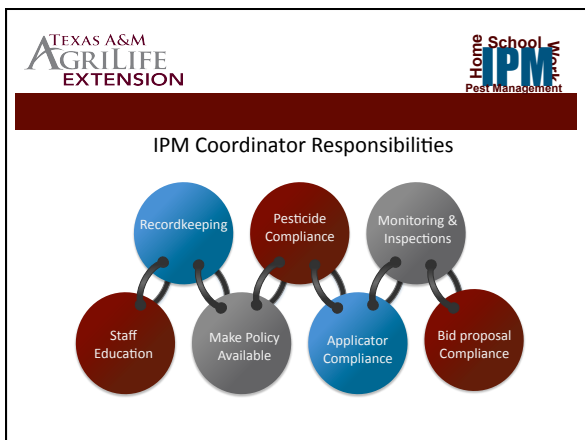 TEXAS A&M
AGRILIFE
EXTENSION
Home School Work
IPM
Pest Management
IPM Coordinator Responsibilities
Recordkeeping
Pesticide
Compliance
Monitoring &
Inspections
Staff
Education
Make Policy
Available
Applicator
Compliance
Bid proposal
Compliance